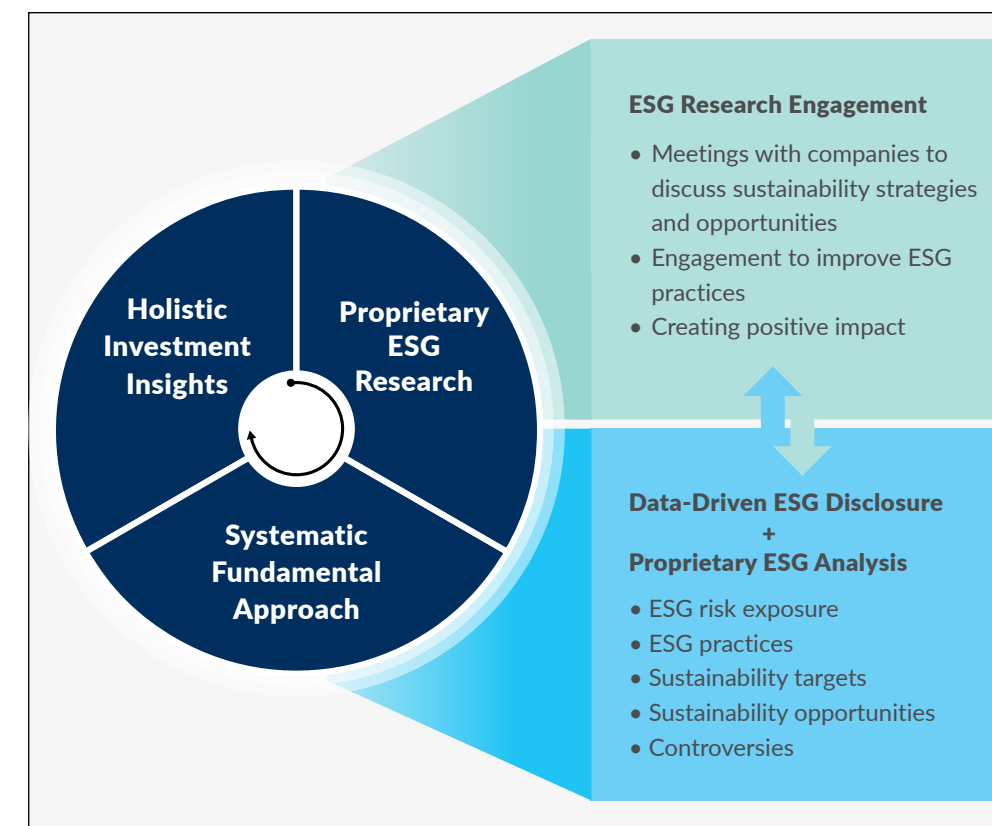 Holistic
Investment
Insights
Proprietary
ESG
Research
Systematic
Fundamental
Approach
ESG Research Engagement
• Meetings with companies to
discuss sustainability strategies
and opportunities
• Engagement to improve ESG
practices
• Creating positive impact
Data-Driven ESG Disclosure
+
Proprietary ESG Analysis
• ESG risk exposure
• ESG practices
• Sustainability targets
• Sustainability opportunities
• Controversies